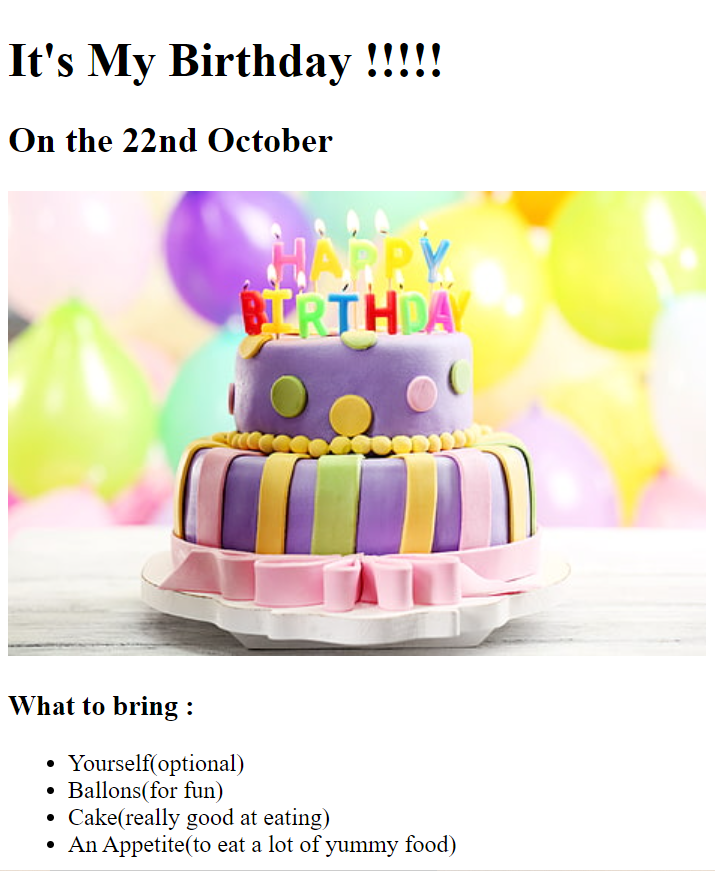 It's My Birthday !!!!!
On the 22nd October
HAPPY
BIRTHDAY
What to bring :
Yourself(optional)
Ballons(for fun)
Cake(really good at eating)
An Appetite(to eat a lot of yummy food)